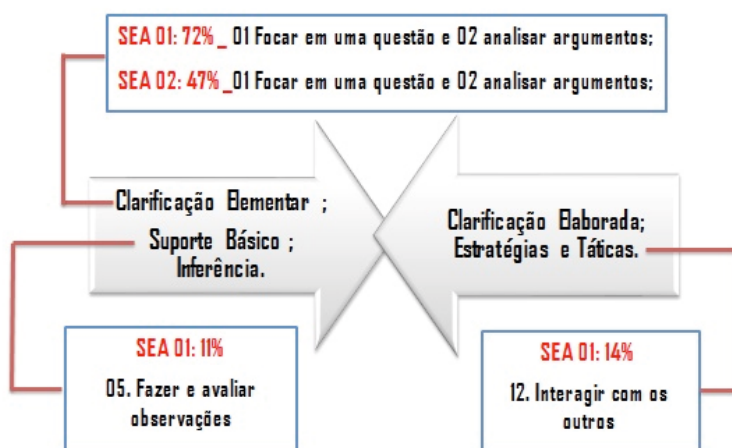 SEA 01: 72% _ 01 Focar em uma questão e 02 analisar argumentos;
SEA 02: 47% _01 Focar em uma questão e 02 analisar argumentos;
Clarificação Elementar ;
Suporte Básico ;
Inferência.
Clarificação Elaborada;
Estratégias e Táticas.
SEA 01: 11%
05. Fazer e avaliar
observações
SEA 01: 14%
12. Interagir com os
outros